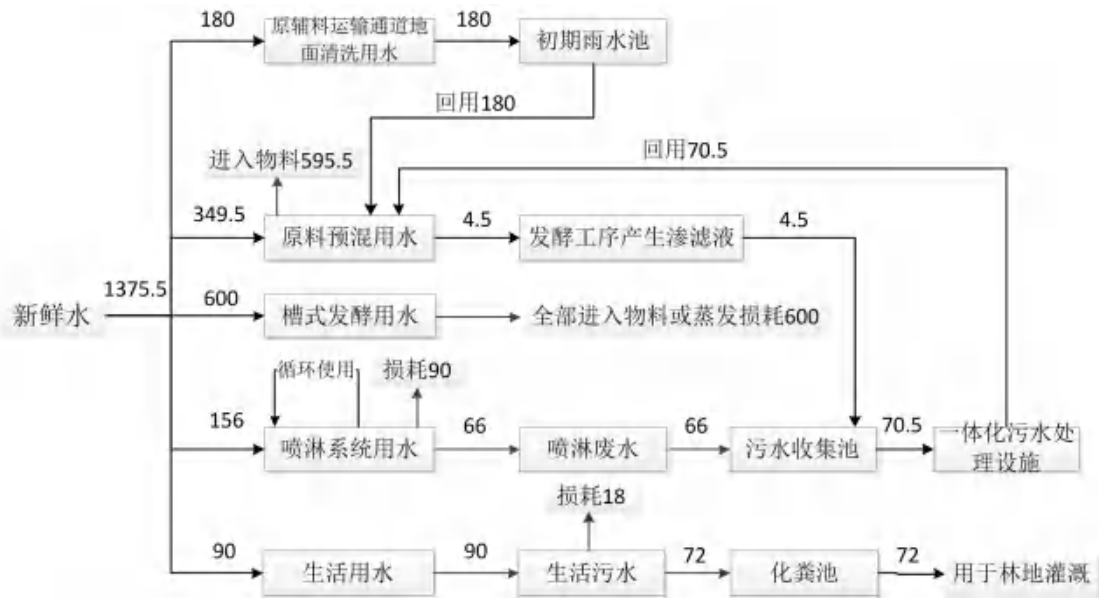 180
原辅料运输通道地
面清洗用水
180
初期雨水池
回用180
回用70.5
进入物料595.5
349.5
原料预混用水
4.5
发酵工序产生渗滤液
4.5
新鲜水
1375.5
600
槽式发酵用水
全部进入物料或蒸发损耗600
循环使用
损耗90
156
喷淋系统用水
66
喷淋废水
66
污水收集池
70.5
一体化污水处
理设施
损耗18
90
生活用水
90
生活污水
72
化粪池
72
用于林地灌溉